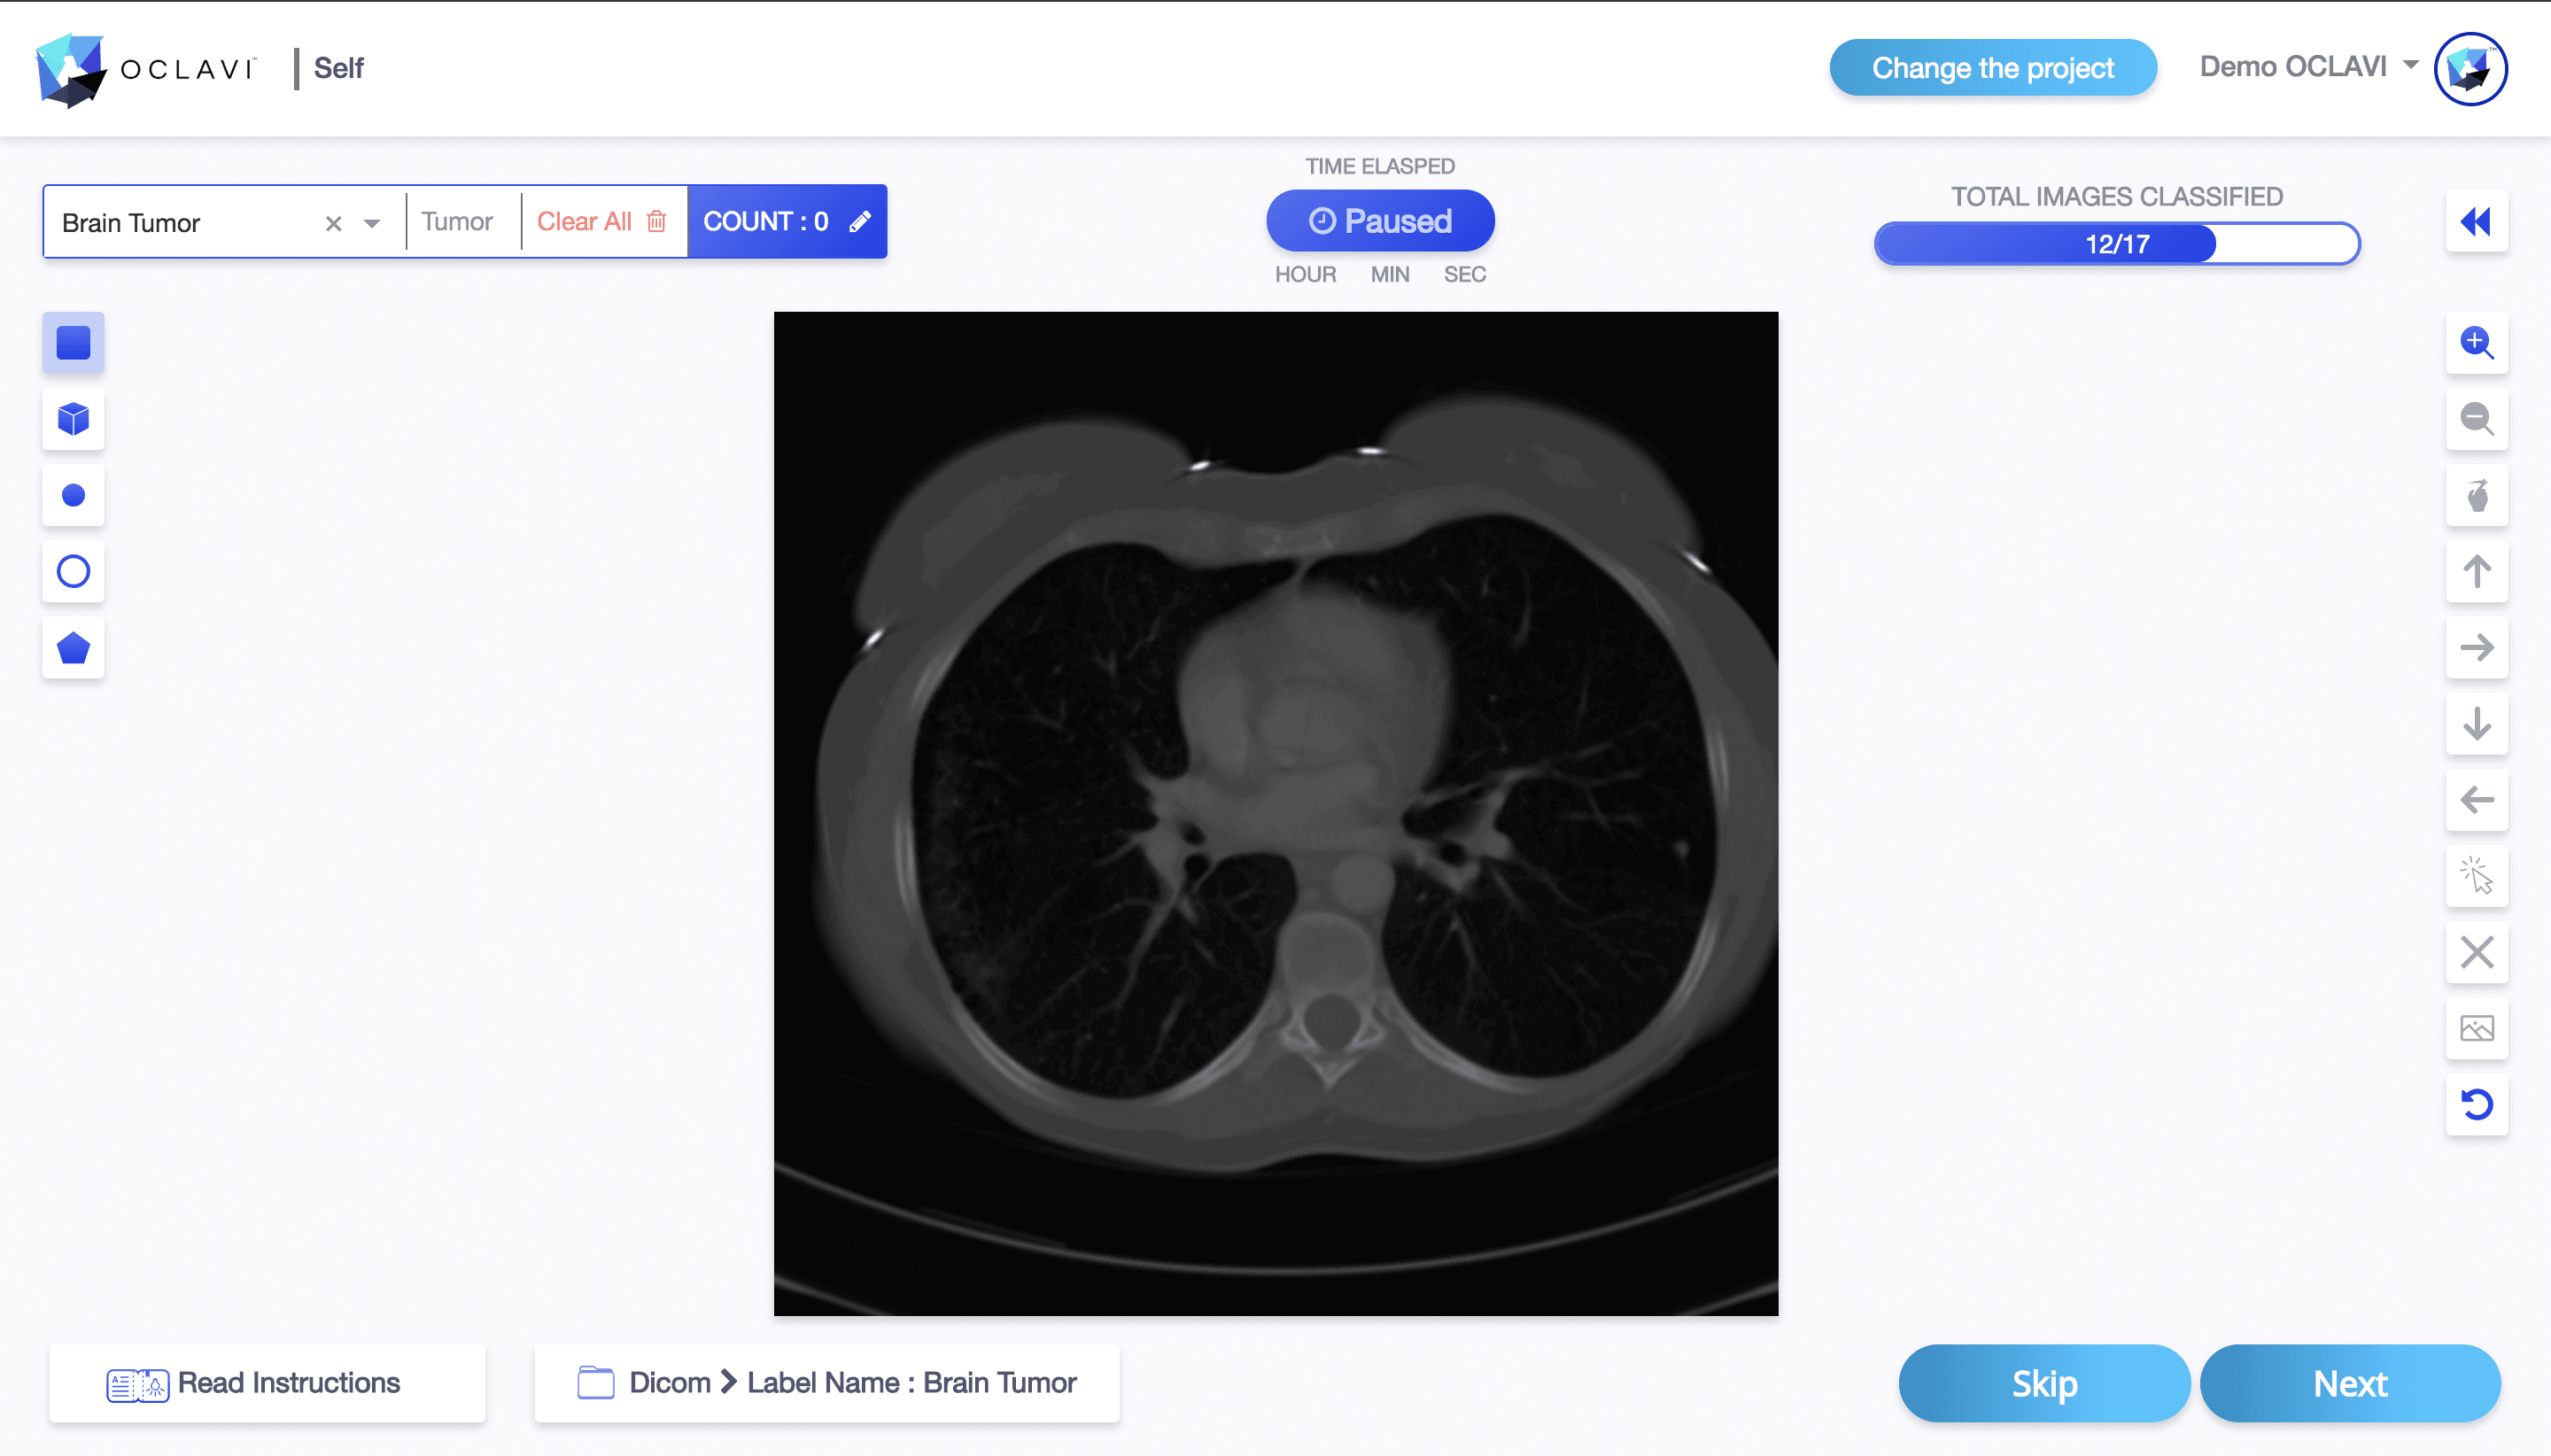 OCLAVI™
Self
Change the project
Demo OCLAVI
Brain Tumor
Tumor
Clear All
COUNT : 0
TIME ELASPED
Paused
HOUR MIN SEC
TOTAL IMAGES CLASSIFIED
12/17
Read Instructions
Dicom > Label Name : Brain Tumor
Skip
Next